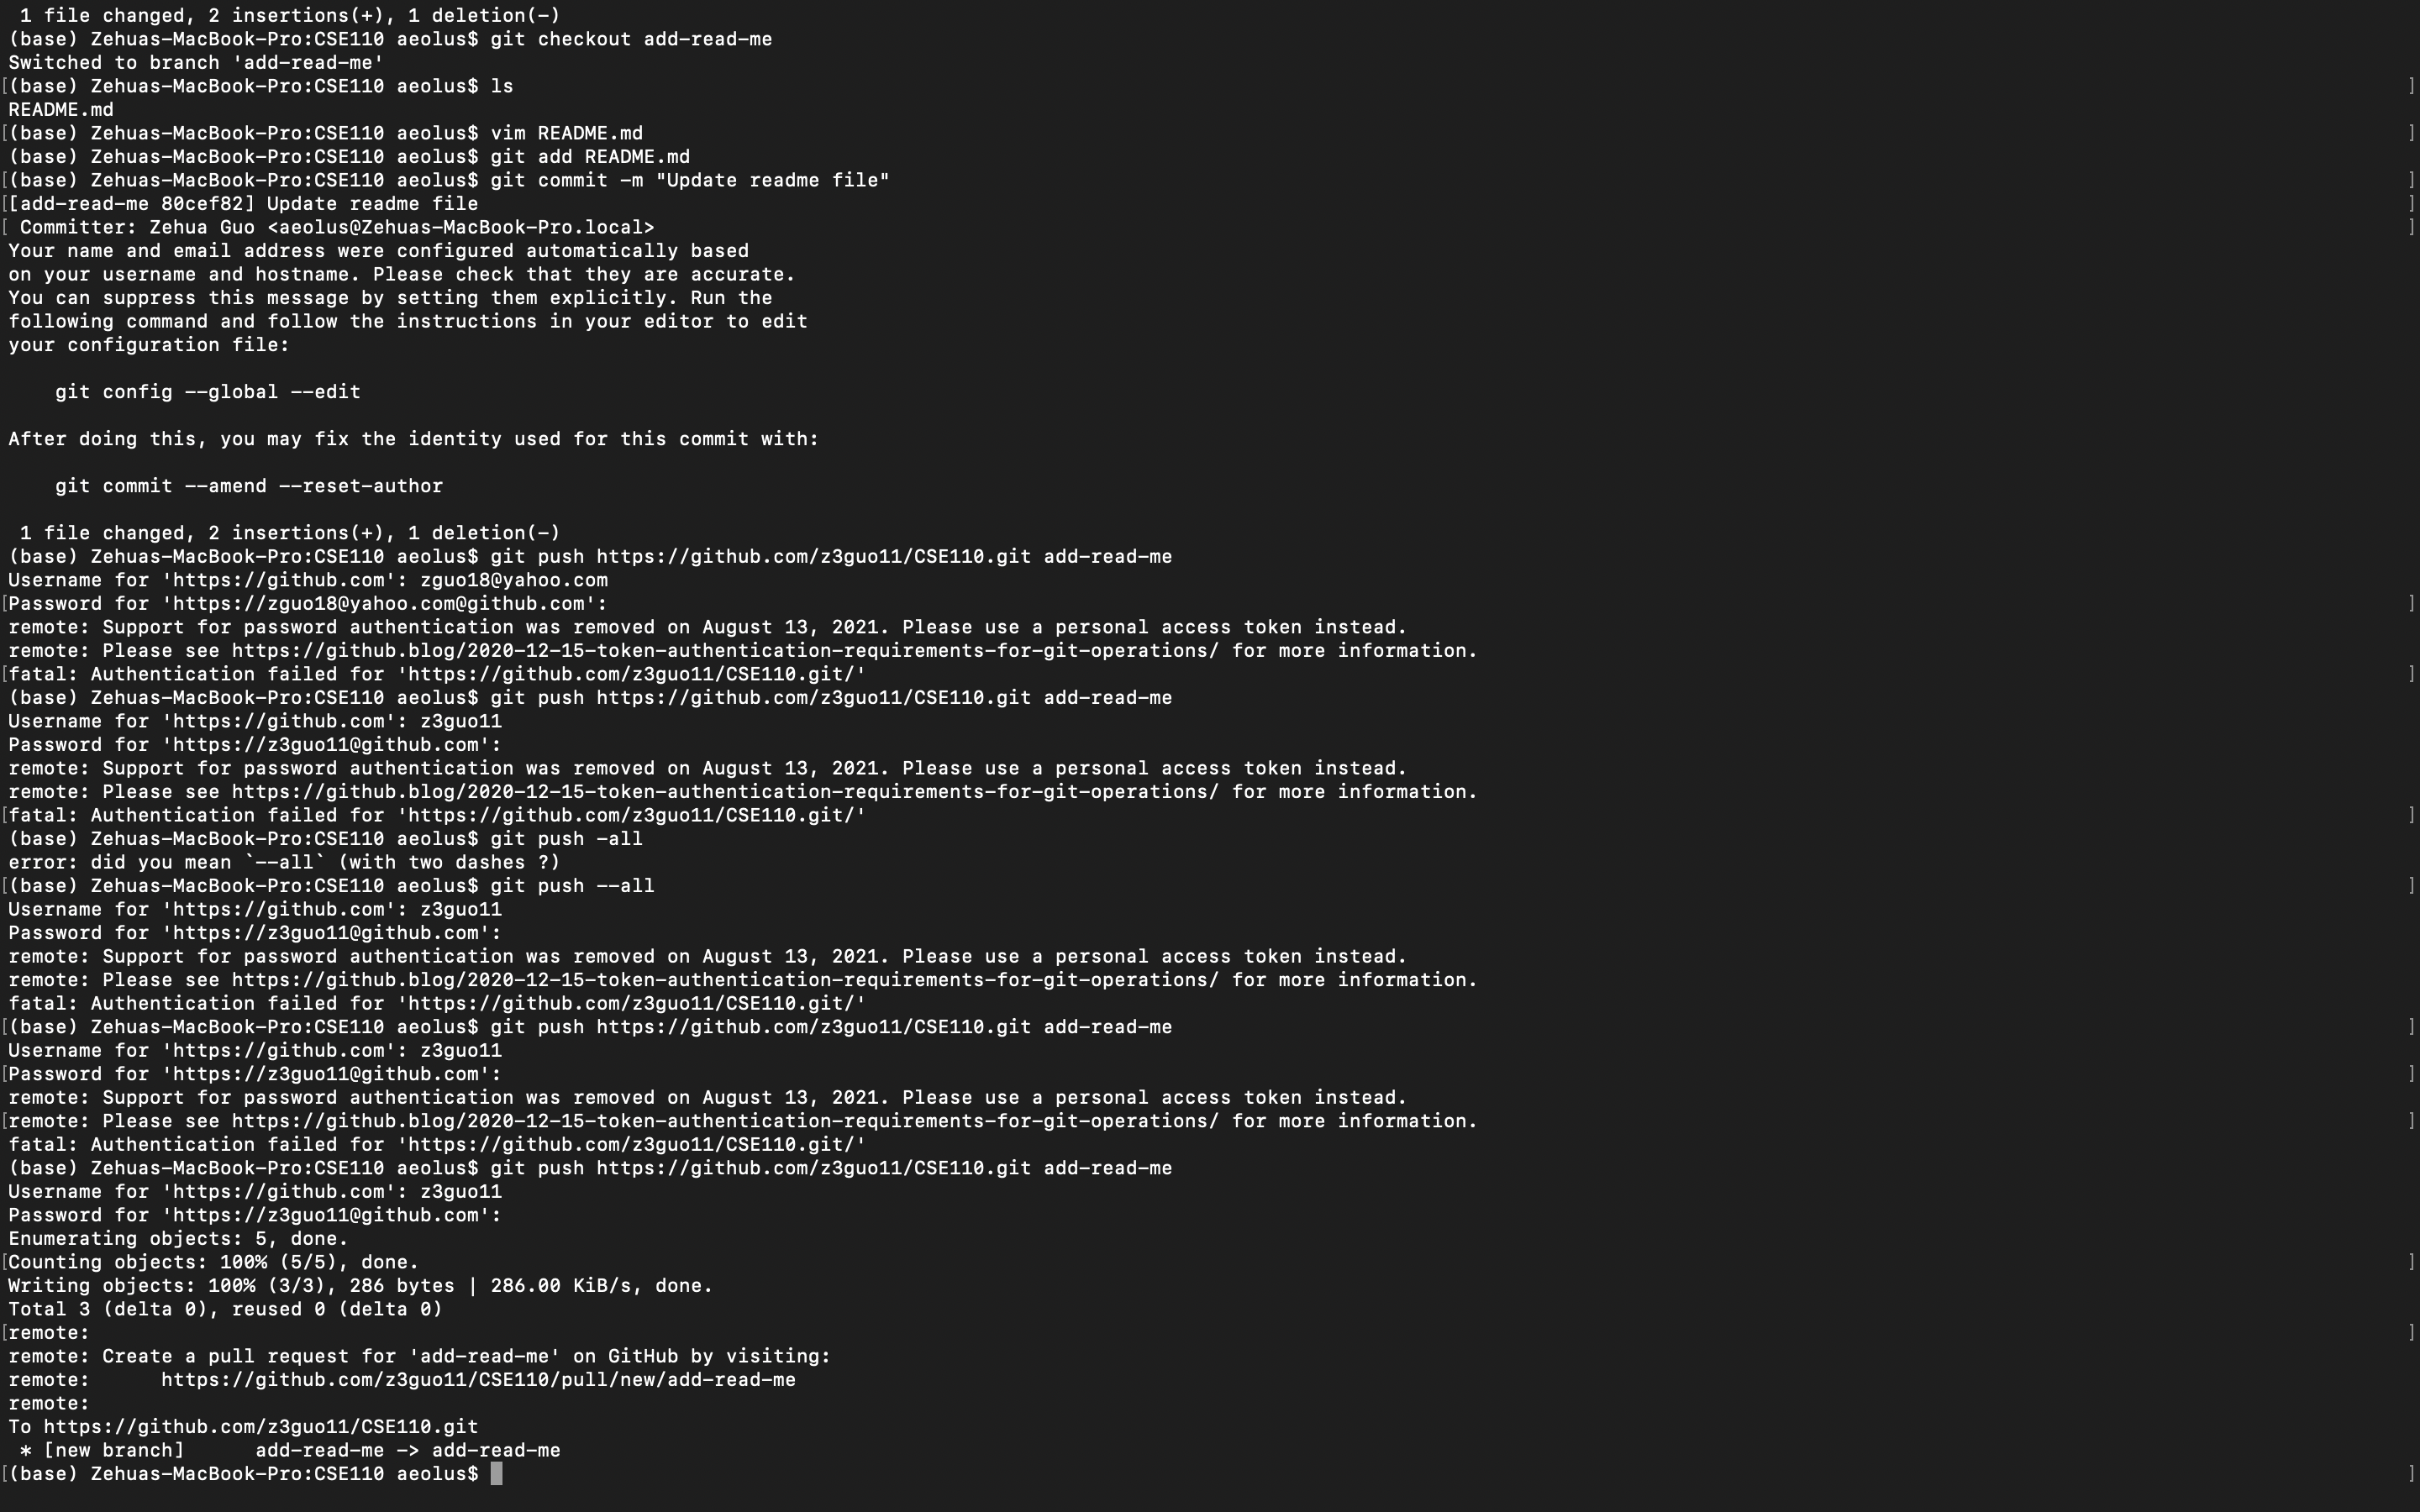 1 file changed, 2 insertions(+), 1 deletion(-)
(base) Zehuas-MacBook-Pro:CSE110 aeolus$ git checkout add-read-me
Switched to branch 'add-read-me'
[(base) Zehuas-MacBook-Pro:CSE110 aeolus$ ls ]
README.md
[(base) Zehuas-MacBook-Pro:CSE110 aeolus$ vim README.md ]
(base) Zehuas-MacBook-Pro:CSE110 aeolus$ git add README.md
[(base) Zehuas-MacBook-Pro:CSE110 aeolus$ git commit -m "Update readme file" ]
[[add-read-me 80cef82] Update readme file ]
[ Committer: Zehua Guo <aeolus@Zehuas-MacBook-Pro.local> ]
Your name and email address were configured automatically based
on your username and hostname. Please check that they are accurate.
You can suppress this message by setting them explicitly. Run the
following command and follow the instructions in your editor to edit
your configuration file:
git config --global --edit
After doing this, you may fix the identity used for this commit with:
git commit --amend --reset-author
1 file changed, 2 insertions(+), 1 deletion(-)
(base) Zehuas-MacBook-Pro:CSE110 aeolus$ git push https://github.com/z3guo11/CSE110.git add-read-me
Username for 'https://github.com': zguo18@yahoo.com
[Password for 'https://zguo18@yahoo.com@github.com': ]
remote: Support for password authentication was removed on August 13, 2021. Please use a personal access token instead.
remote: Please see https://github.blog/2020-12-15-token-authentication-requirements-for-git-operations/ for more information.
[fatal: Authentication failed for 'https://github.com/z3guo11/CSE110.git/' ]
(base) Zehuas-MacBook-Pro:CSE110 aeolus$ git push https://github.com/z3guo11/CSE110.git add-read-me
Username for 'https://github.com': z3guo11
Password for 'https://z3guo11@github.com':
remote: Support for password authentication was removed on August 13, 2021. Please use a personal access token instead.
remote: Please see https://github.blog/2020-12-15-token-authentication-requirements-for-git-operations/ for more information.
[fatal: Authentication failed for 'https://github.com/z3guo11/CSE110.git/' ]
(base) Zehuas-MacBook-Pro:CSE110 aeolus$ git push -all
error: did you mean `--all` (with two dashes ?)
[(base) Zehuas-MacBook-Pro:CSE110 aeolus$ git push --all ]
Username for 'https://github.com': z3guo11
Password for 'https://z3guo11@github.com':
remote: Support for password authentication was removed on August 13, 2021. Please use a personal access token instead.
remote: Please see https://github.blog/2020-12-15-token-authentication-requirements-for-git-operations/ for more information.
fatal: Authentication failed for 'https://github.com/z3guo11/CSE110.git/'
[(base) Zehuas-MacBook-Pro:CSE110 aeolus$ git push https://github.com/z3guo11/CSE110.git add-read-me ]
Username for 'https://github.com': z3guo11
[Password for 'https://z3guo11@github.com': ]
remote: Support for password authentication was removed on August 13, 2021. Please use a personal access token instead.
[remote: Please see https://github.blog/2020-12-15-token-authentication-requirements-for-git-operations/ for more information. ]
fatal: Authentication failed for 'https://github.com/z3guo11/CSE110.git/'
(base) Zehuas-MacBook-Pro:CSE110 aeolus$ git push https://github.com/z3guo11/CSE110.git add-read-me
Username for 'https://github.com': z3guo11
Password for 'https://z3guo11@github.com':
Enumerating objects: 5, done.
[Counting objects: 100% (5/5), done. ]
Writing objects: 100% (3/3), 286 bytes | 286.00 KiB/s, done.
Total 3 (delta 0), reused 0 (delta 0)
[remote: ]
remote: Create a pull request for 'add-read-me' on GitHub by visiting:
remote:      https://github.com/z3guo11/CSE110/pull/new/add-read-me
remote:
To https://github.com/z3guo11/CSE110.git
* [new branch]      add-read-me -> add-read-me
[(base) Zehuas-MacBook-Pro:CSE110 aeolus$ ]